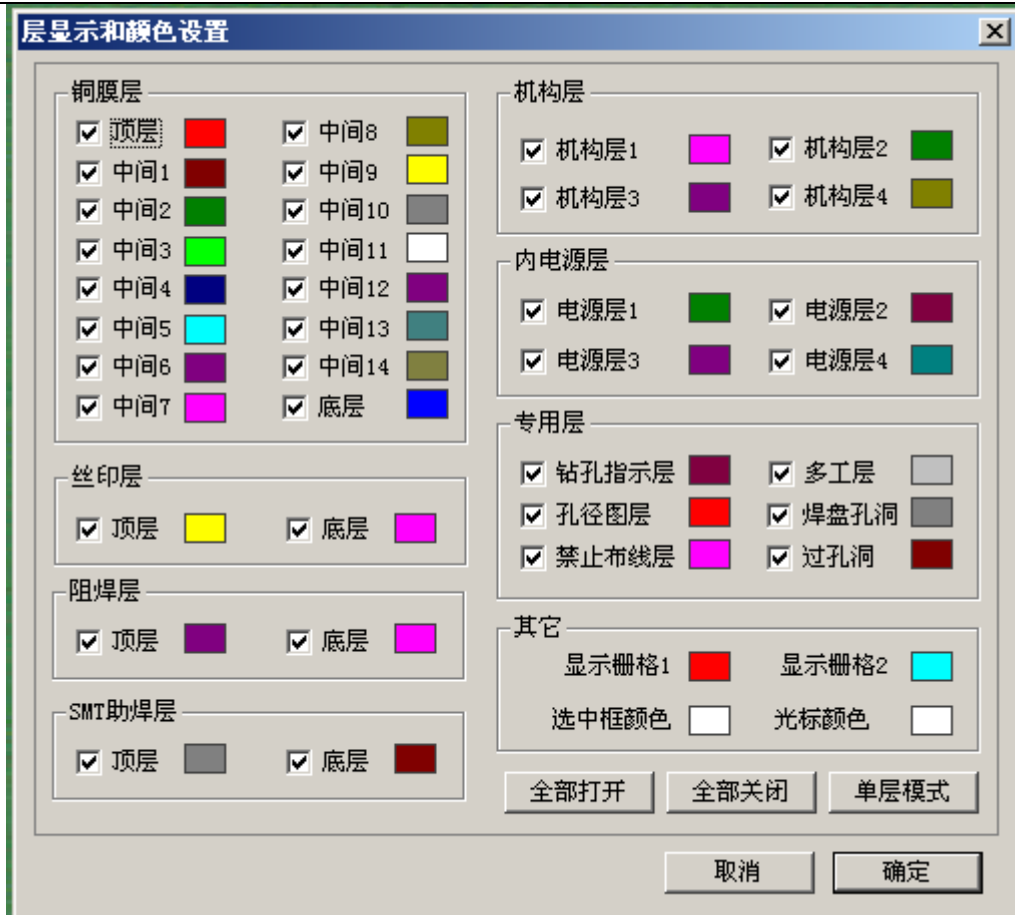 层显示和颜色设置
铜膜层
顶层
中间8
中间1
中间9
中间2
中间10
中间3
中间11
中间4
中间12
中间5
中间13
中间6
中间14
中间7
底层
丝印层
顶层
底层
阻焊层
顶层
底层
SMT助焊层
顶层
底层
机构层
机构层1
机构层2
机构层3
机构层4
内电源层
电源层1
电源层2
电源层3
电源层4
专用层
钻孔指示层
多工层
孔径图层
焊盘孔洞
禁止布线层
过孔洞
其它
显示栅格1
显示栅格2
选中框颜色
光标颜色
全部打开
全部关闭
单层模式
取消
确定